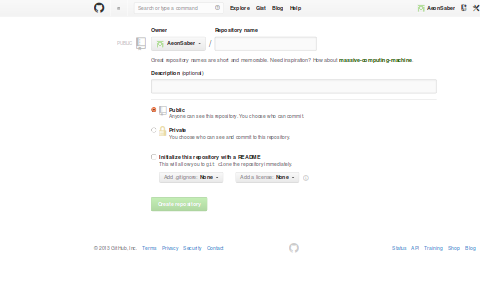 Search or type a command
Explore Gist Blog Help
AeonSaber
Owner Repository name
PUBLIC AeonSaber /
Great repository names are short and memorable. Need inspiration? How about massive-computing-machine.
Description (optional)
Public
Anyone can see this repository. You choose who can commit.
Private
You choose who can see and commit to this repository.
Initialize this repository with a README
This will allow you to git clone the repository immediately.
Add .gitignore: None Add a license: None
Create repository
© 2013 GitHub, Inc. Terms Privacy Security Contact
Status API Training Shop Blog